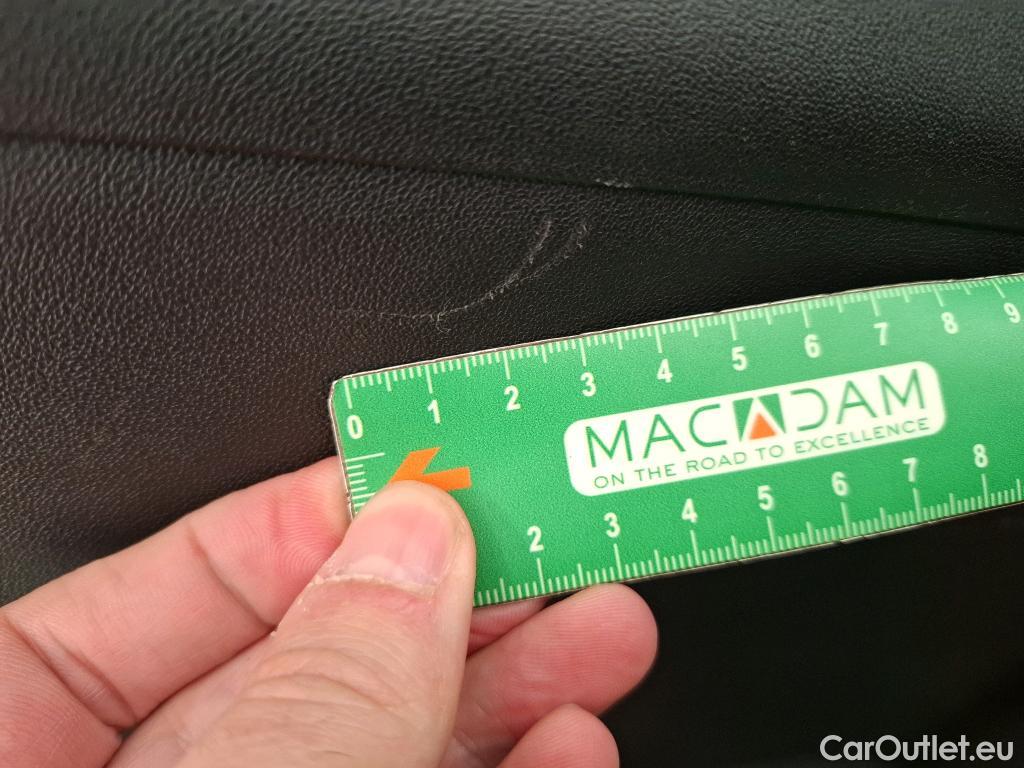 0 1 2 3 4 5 6 7 8 9
MACADAM
ON THE ROAD TO EXCELLENCE
2 3 4 5 6 7 8
CarOutlet.eu